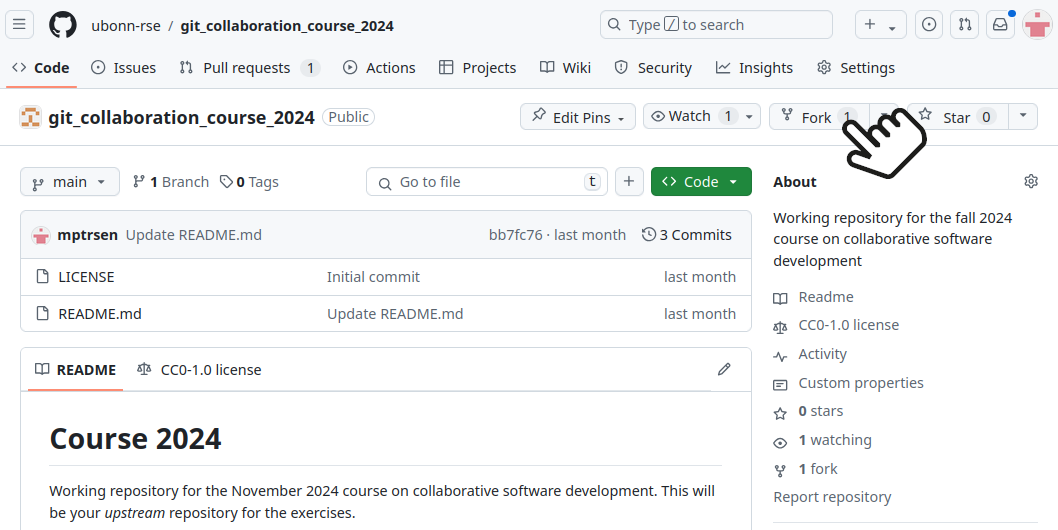 ubonn-rse / git_collaboration_course_2024
Type / to search
Code Issues Pull requests 1 Actions Projects Wiki Security Insights Settings
git_collaboration_course_2024 Public
Edit Pins Watch 1 Fork 1 Star 0
main 1 Branch 0 Tags Go to file t + Code
About
Working repository for the fall 2024
course on collaborative software
development
mptrsen Update README.md bb7fc76 · last month 3 Commits
LICENSE Initial commit last month
README.md Update README.md last month
Readme
CC0-1.0 license
Activity
Custom properties
0 stars
1 watching
1 fork
Report repository
README CC0-1.0 license
Course 2024
Working repository for the November 2024 course on collaborative software development. This will
be your upstream repository for the exercises.